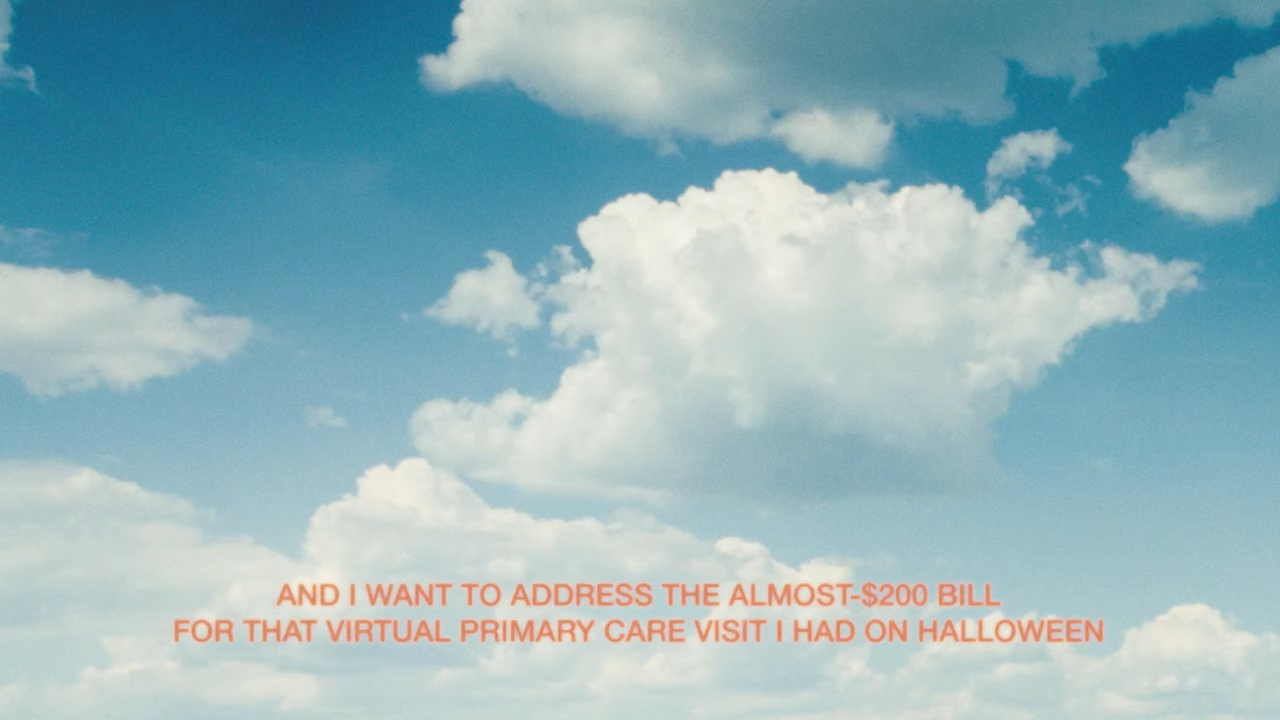 AND I WANT TO ADDRESS THE ALMOST-$200 BILL
FOR THAT VIRTUAL PRIMARY CARE VISIT I HAD ON HALLOWEEN